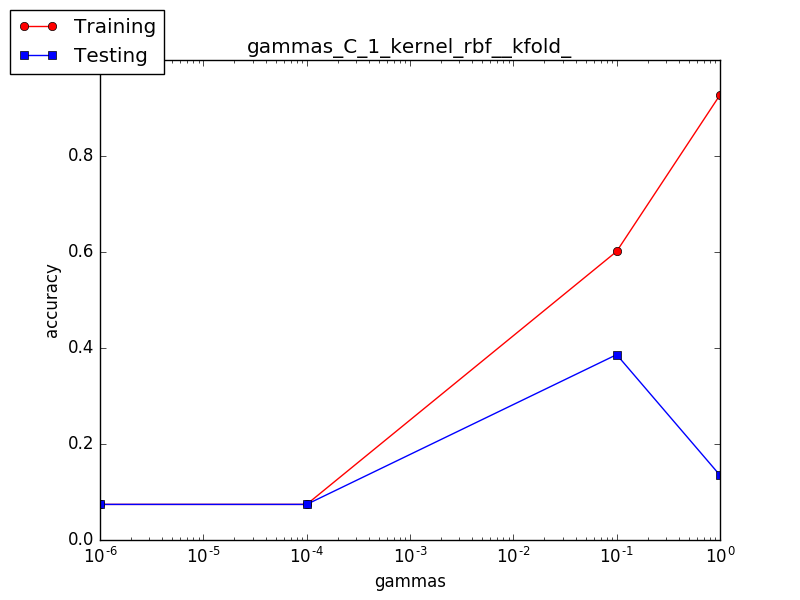 Training
Testing
gammas_C_1_kernel_rbf__kfold_
0.8
0.6
0.4
0.2
0.0
accuracy
10^-6 10^-5 10^-4 10^-3 10^-2 10^-1 10^0
gammas